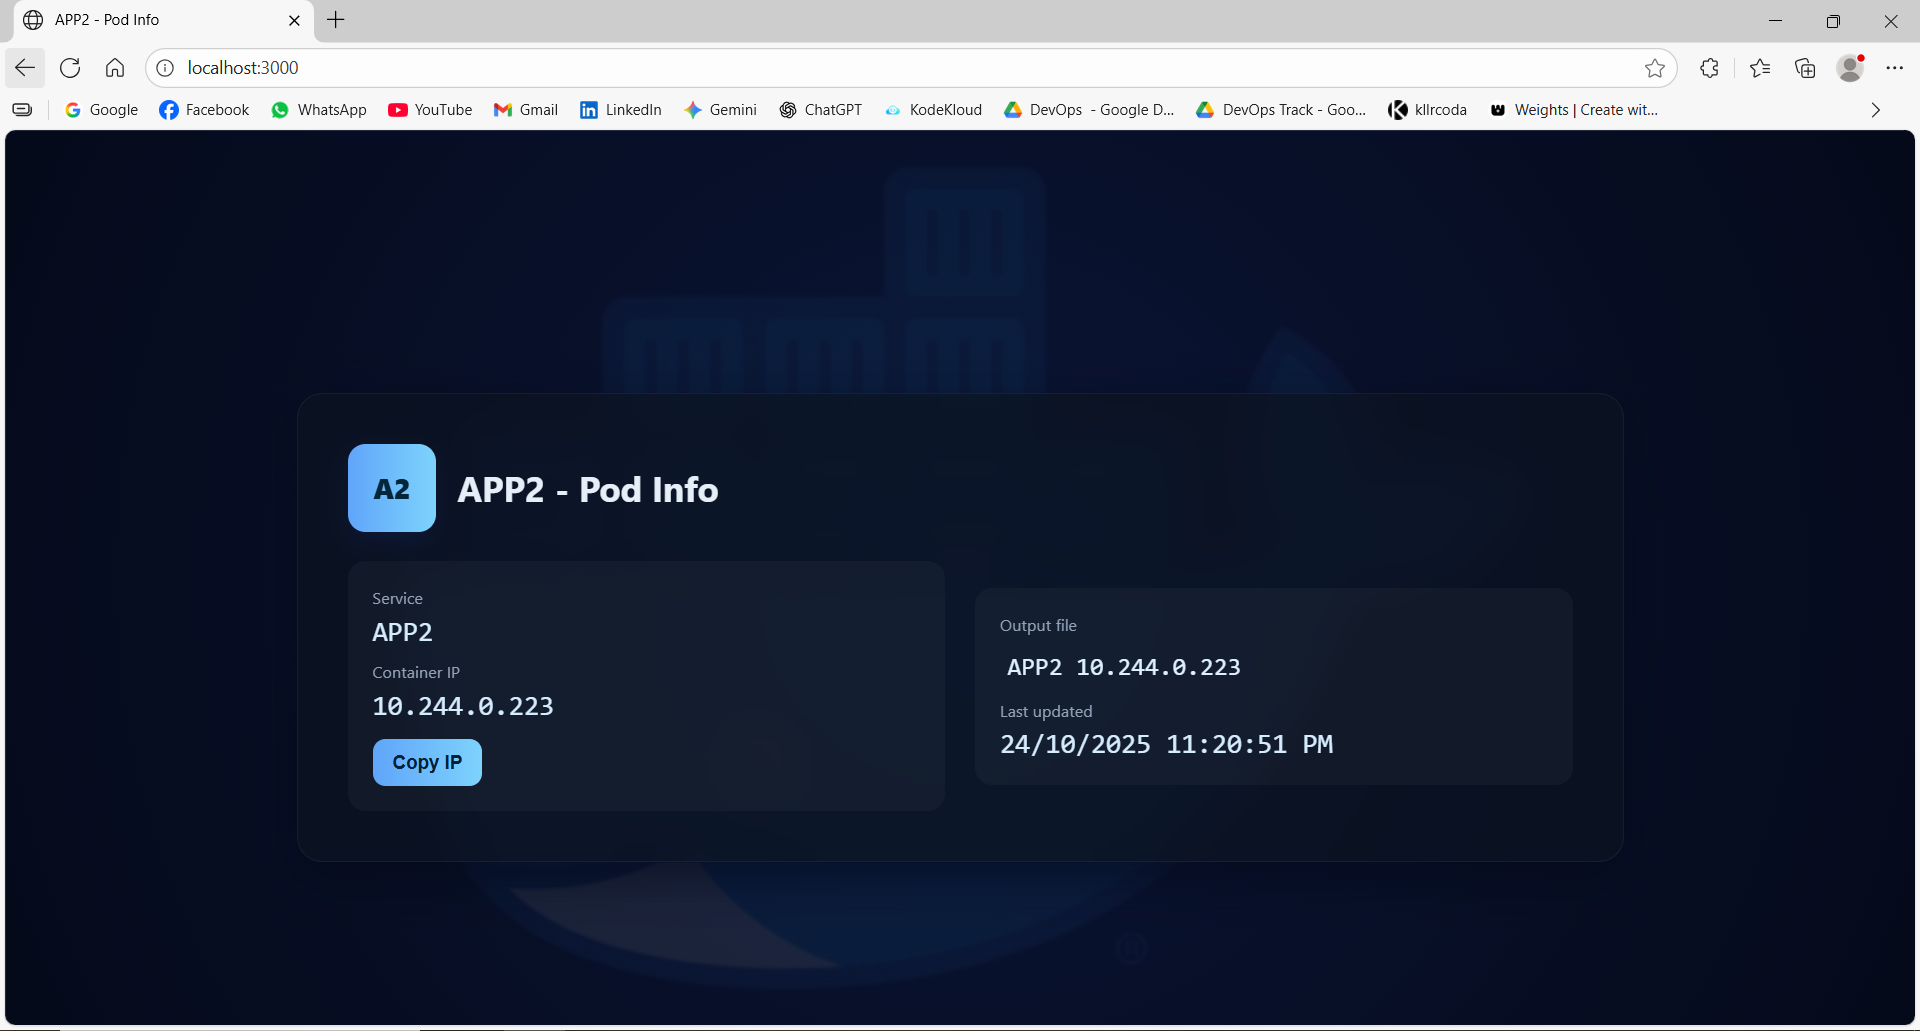 APP2 - Pod Info
localhost:3000
Google Facebook WhatsApp YouTube Gmail LinkedIn Gemini ChatGPT KodeKloud DevOps - Google D... DevOps Track - Goo... kllrcoda Weights | Create wit...
A2
APP2 - Pod Info
Service
APP2
Container IP
10.244.0.223
Copy IP
Output file
APP2 10.244.0.223
Last updated
24/10/2025 11:20:51 PM
®